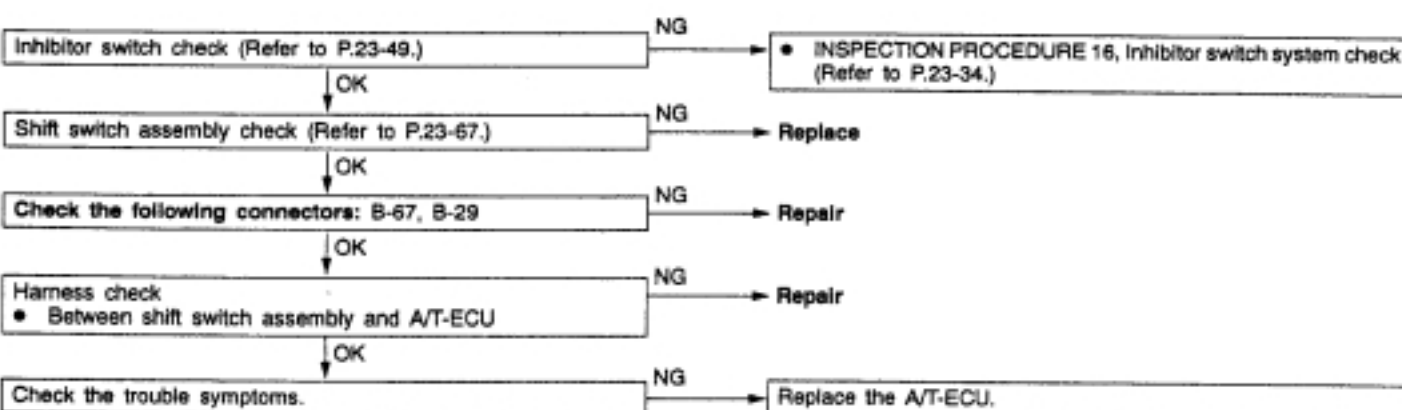 NG
Inhibitor switch check (Refer to P.23-49.)
● INSPECTION PROCEDURE 16, Inhibitor switch system check
(Refer to P.23-34.)
OK
NG
Shift switch assembly check (Refer to P.23-67.)
Replace
OK
NG
Check the following connectors: B-67, B-29
Repair
OK
NG
Harness check
● Between shift switch assembly and A/T-ECU
Repair
OK
NG
Check the trouble symptoms.
Replace the A/T-ECU.